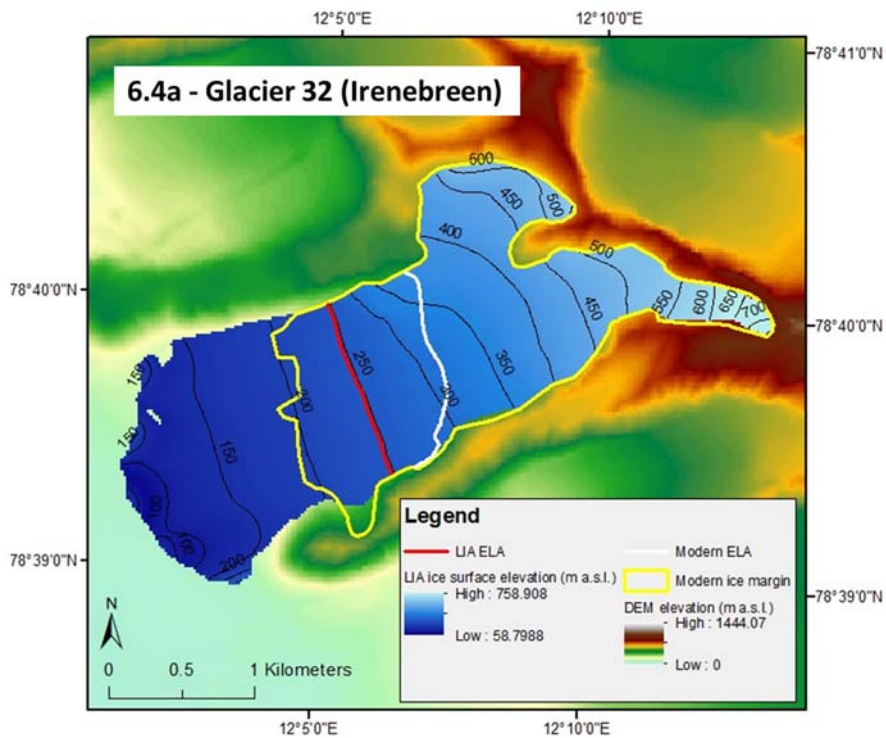 12°5'0"E 12°10'0"E
78°41'0"N
6.4a - Glacier 32 (Irenebreen)
600
450
500
400
500
78°40'0"N
450
550
600
650
700
78°40'0"N
350
250
300
200
150
150
150
100
100
200
78°39'0"N
78°39'0"N
Legend
LIA ELA Modern ELA
LIA ice surface elevation (m a.s.l.) Modern ice margin
High : 758.908 DEM elevation (m a.s.l.)
High : 1444.07
Low : 58.7988
Low : 0
N
0 0.5 1 Kilometers
12°5'0"E 12°10'0"E